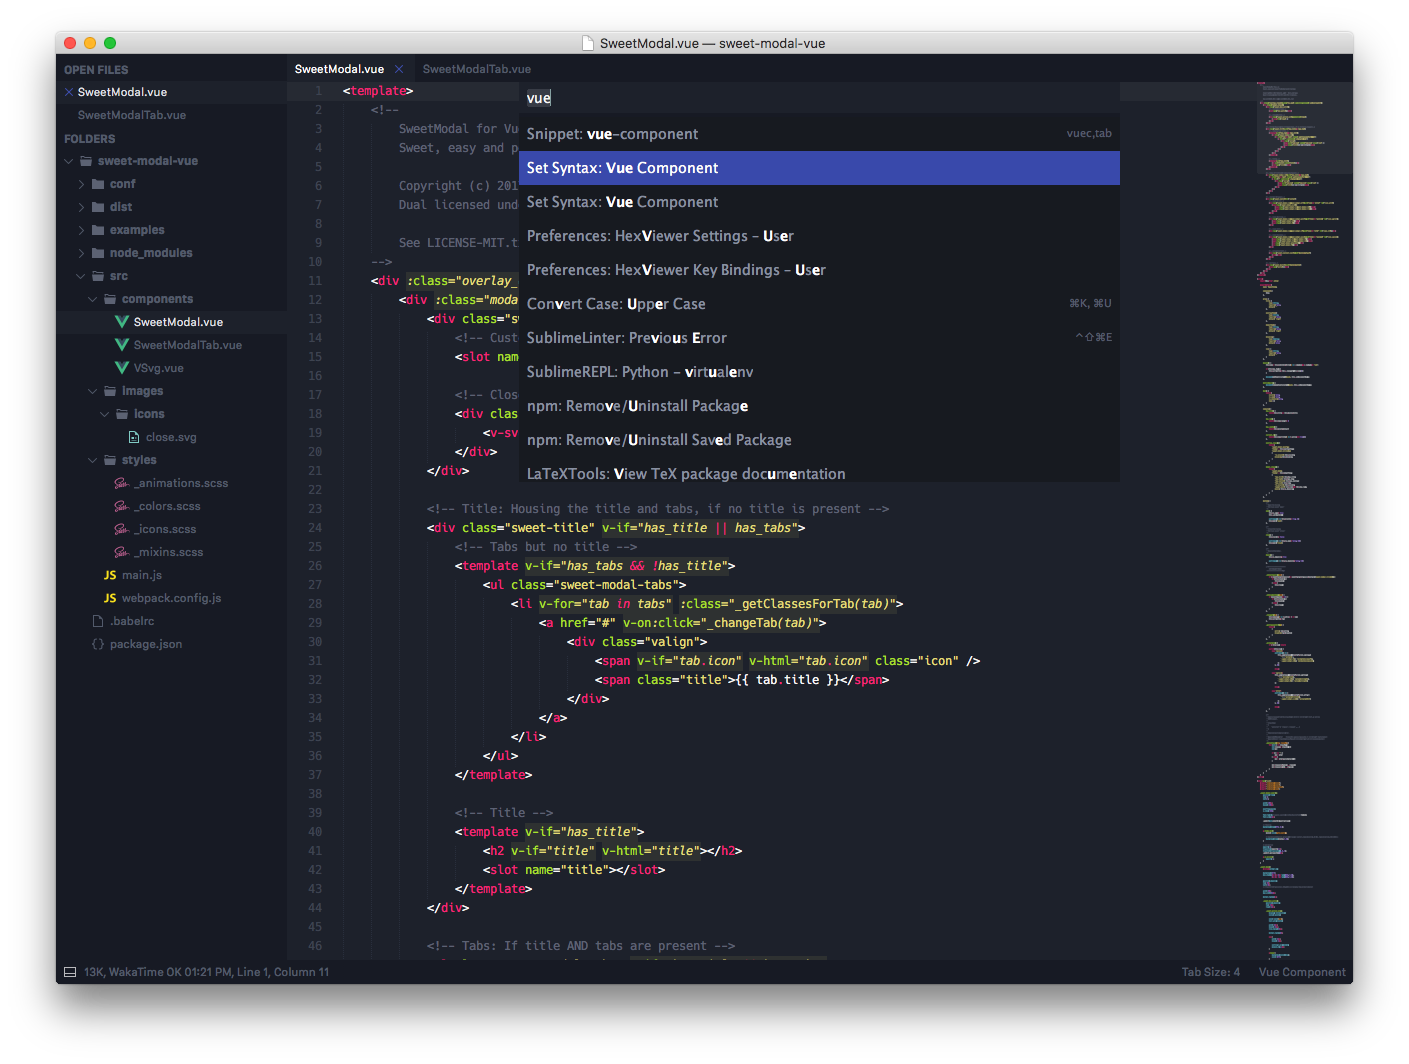 SweetModal.vue — sweet-modal-vue
OPEN FILES
SweetModal.vue
SweetModalTab.vue
FOLDERS
sweet-modal-vue
conf
dist
examples
node_modules
src
components
SweetModal.vue
SweetModalTab.vue
VSvg.vue
images
icons
close.svg
styles
_animations.scss
_colors.scss
_icons.scss
_mixins.scss
JS main.js
JS webpack.config.js
.babelrc
{} package.json
SweetModal.vue SweetModalTab.vue
vue
Snippet: vue-component vuec,tab
Set Syntax: Vue Component
Set Syntax: Vue Component
Preferences: HexViewer Settings – User
Preferences: HexViewer Key Bindings – User
Convert Case: Upper Case ⌘K, ⌘U
SublimeLinter: Previous Error ^⇧⌘E
SublimeREPL: Python – virtualenv
npm: Remove/Uninstall Package
npm: Remove/Uninstall Saved Package
LaTeXTools: View TeX package documentation
1 <template>
2 <!--
3 SweetModal for Vu
4 Sweet, easy and p
5
6 Copyright (c) 201
7 Dual licensed und
8
9 See LICENSE-MIT.t
10 -->
11 <div :class="overlay_
12 <div :class="moda
13 <div class="sw
14 <!-- Cust
15 <slot nam
16
17 <!-- Clos
18 <div clas
19 <v-sv
20 </div>
21 </div>
22
23 <!-- Title: Housing the title and tabs, if no title is present -->
24 <div class="sweet-title" v-if="has_title || has_tabs">
25 <!-- Tabs but no title -->
26 <template v-if="has_tabs && !has_title">
27 <ul class="sweet-modal-tabs">
28 <li v-for="tab in tabs" :class="_getClassesForTab(tab)">
29 <a href="#" v-on:click="_changeTab(tab)">
30 <div class="valign">
31 <span v-if="tab.icon" v-html="tab.icon" class="icon" />
32 <span class="title">{{ tab.title }}</span>
33 </div>
34 </a>
35 </li>
36 </ul>
37 </template>
38
39 <!-- Title -->
40 <template v-if="has_title">
41 <h2 v-if="title" v-html="title"></h2>
42 <slot name="title"></slot>
43 </template>
44 </div>
45
46 <!-- Tabs: If title AND tabs are present -->
13K, WakaTime OK 01:21 PM, Line 1, Column 11 Tab Size: 4 Vue Component